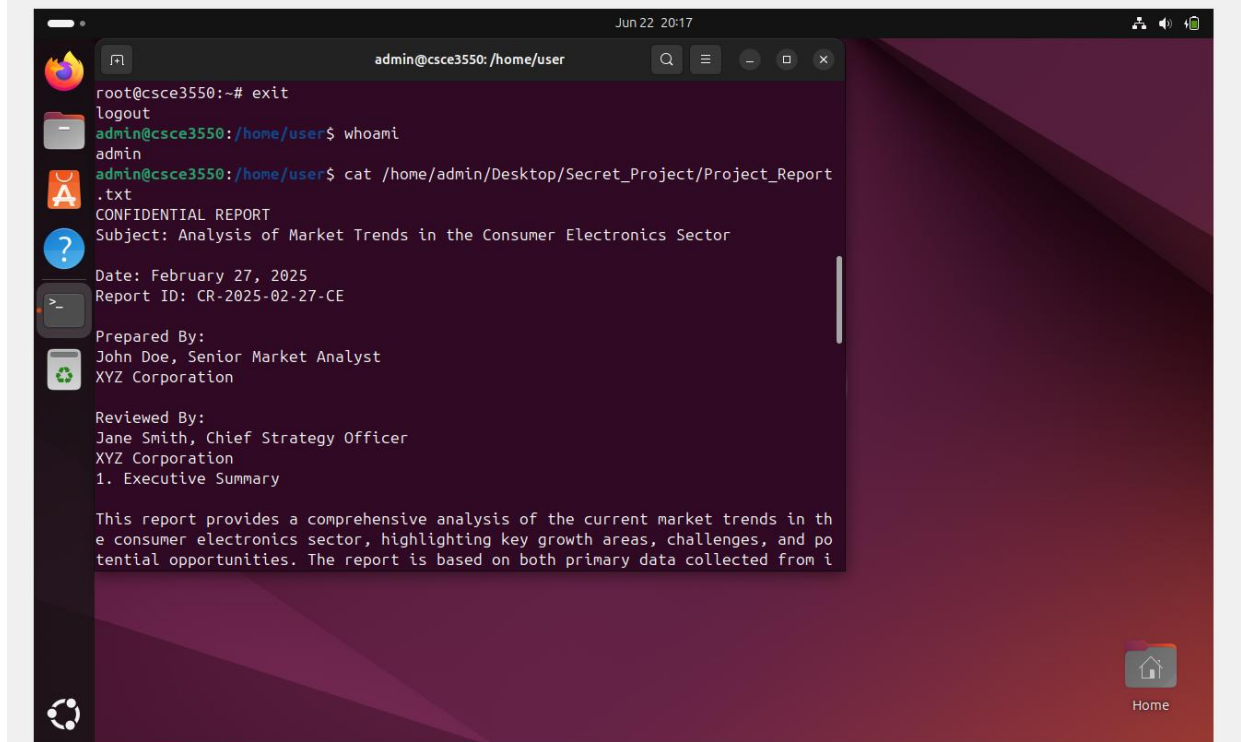 Jun 22 20:17
admin@csce3550: /home/user
root@csce3550:~# exit
logout
admin@csce3550:/home/user$ whoami
admin
admin@csce3550:/home/user$ cat /home/admin/Desktop/Secret_Project/Project_Report
.txt
CONFIDENTIAL REPORT
Subject: Analysis of Market Trends in the Consumer Electronics Sector
Date: February 27, 2025
Report ID: CR-2025-02-27-CE
Prepared By:
John Doe, Senior Market Analyst
XYZ Corporation
Reviewed By:
Jane Smith, Chief Strategy Officer
XYZ Corporation
1. Executive Summary
This report provides a comprehensive analysis of the current market trends in th
e consumer electronics sector, highlighting key growth areas, challenges, and po
tential opportunities. The report is based on both primary data collected from i
Home